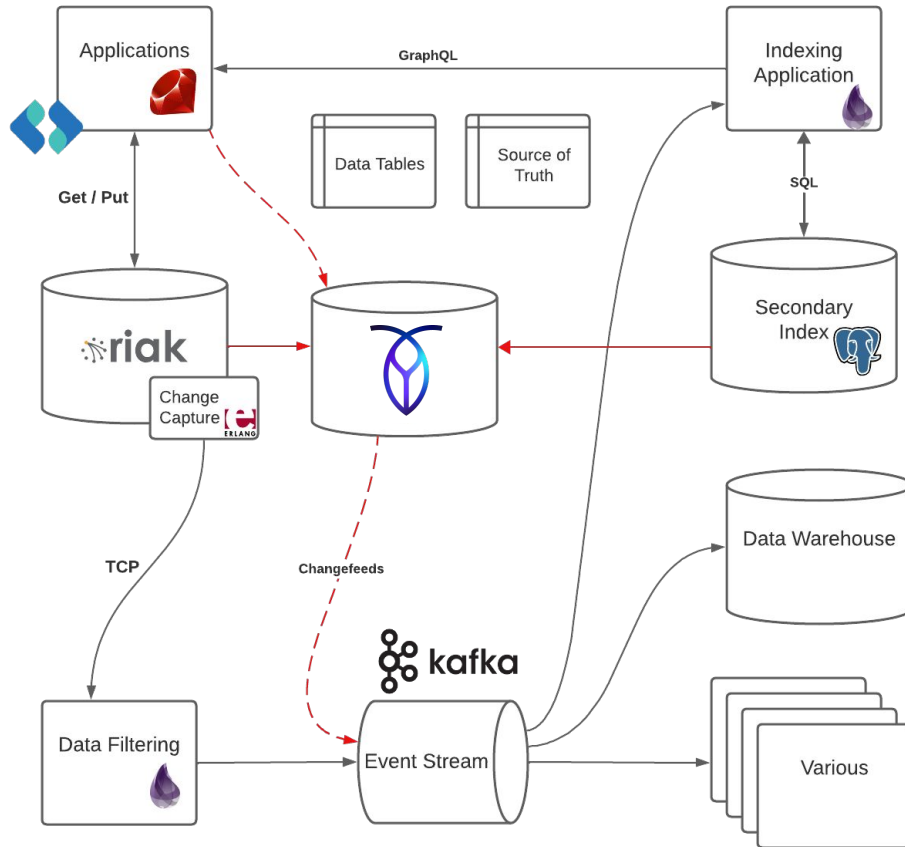 Applications
GraphQL
Indexing
Application
Data Tables
Source of
Truth
Get / Put
SQL
riak
Secondary
Index
Change
Capture
e
ERLANG
TCP
Changefeeds
Data Warehouse
kafka
Data Filtering
Event Stream
Various